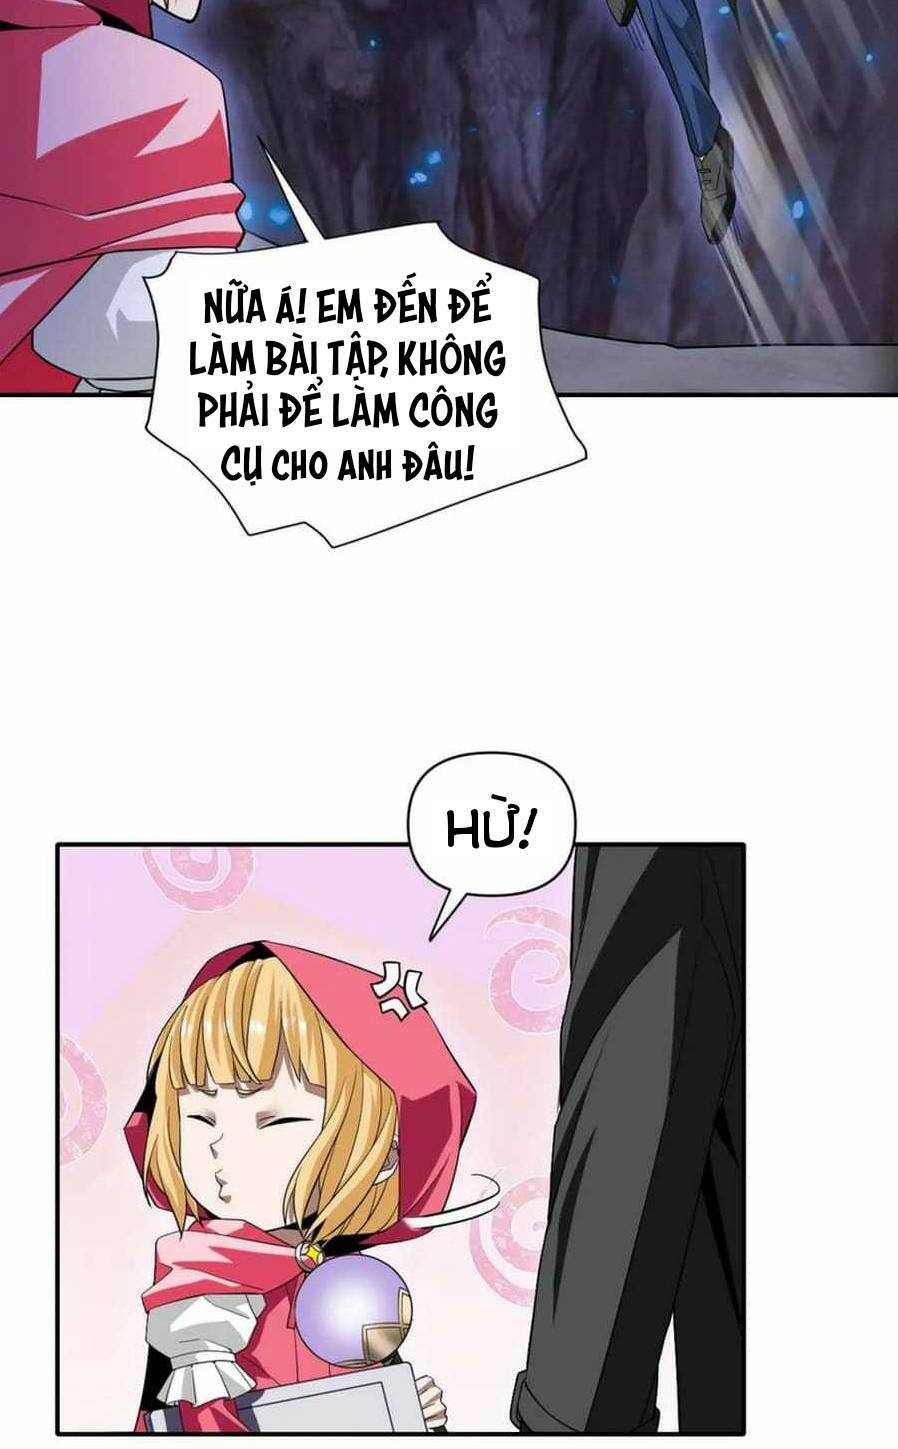 NỮA Á! EM ĐẾN ĐỂ
LÀM BÀI TẬP, KHÔNG
PHẢI ĐỂ LÀM CÔNG
CỤ CHO ANH ĐÂU!
HỪ!